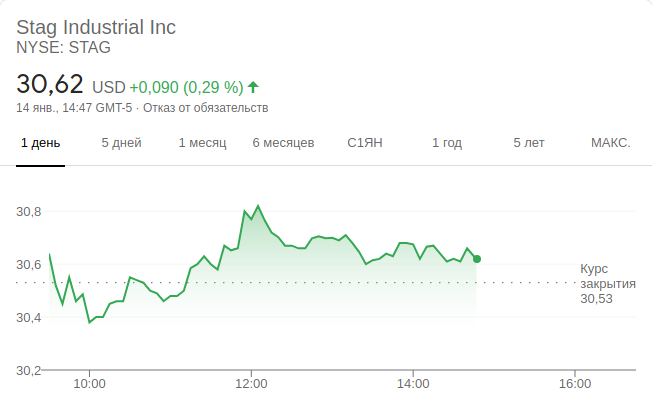 Stag Industrial Inc
NYSE: STAG
30,62 USD +0,090 (0,29 %)
14 янв., 14:47 GMT-5 · Отказ от обязательств
1 день 5 дней 1 месяц 6 месяцев С1ЯН 1 год 5 лет МАКС.
30,8
30,6
Курс
закрытия
30,53
30,4
30,2
10:00 12:00 14:00 16:00